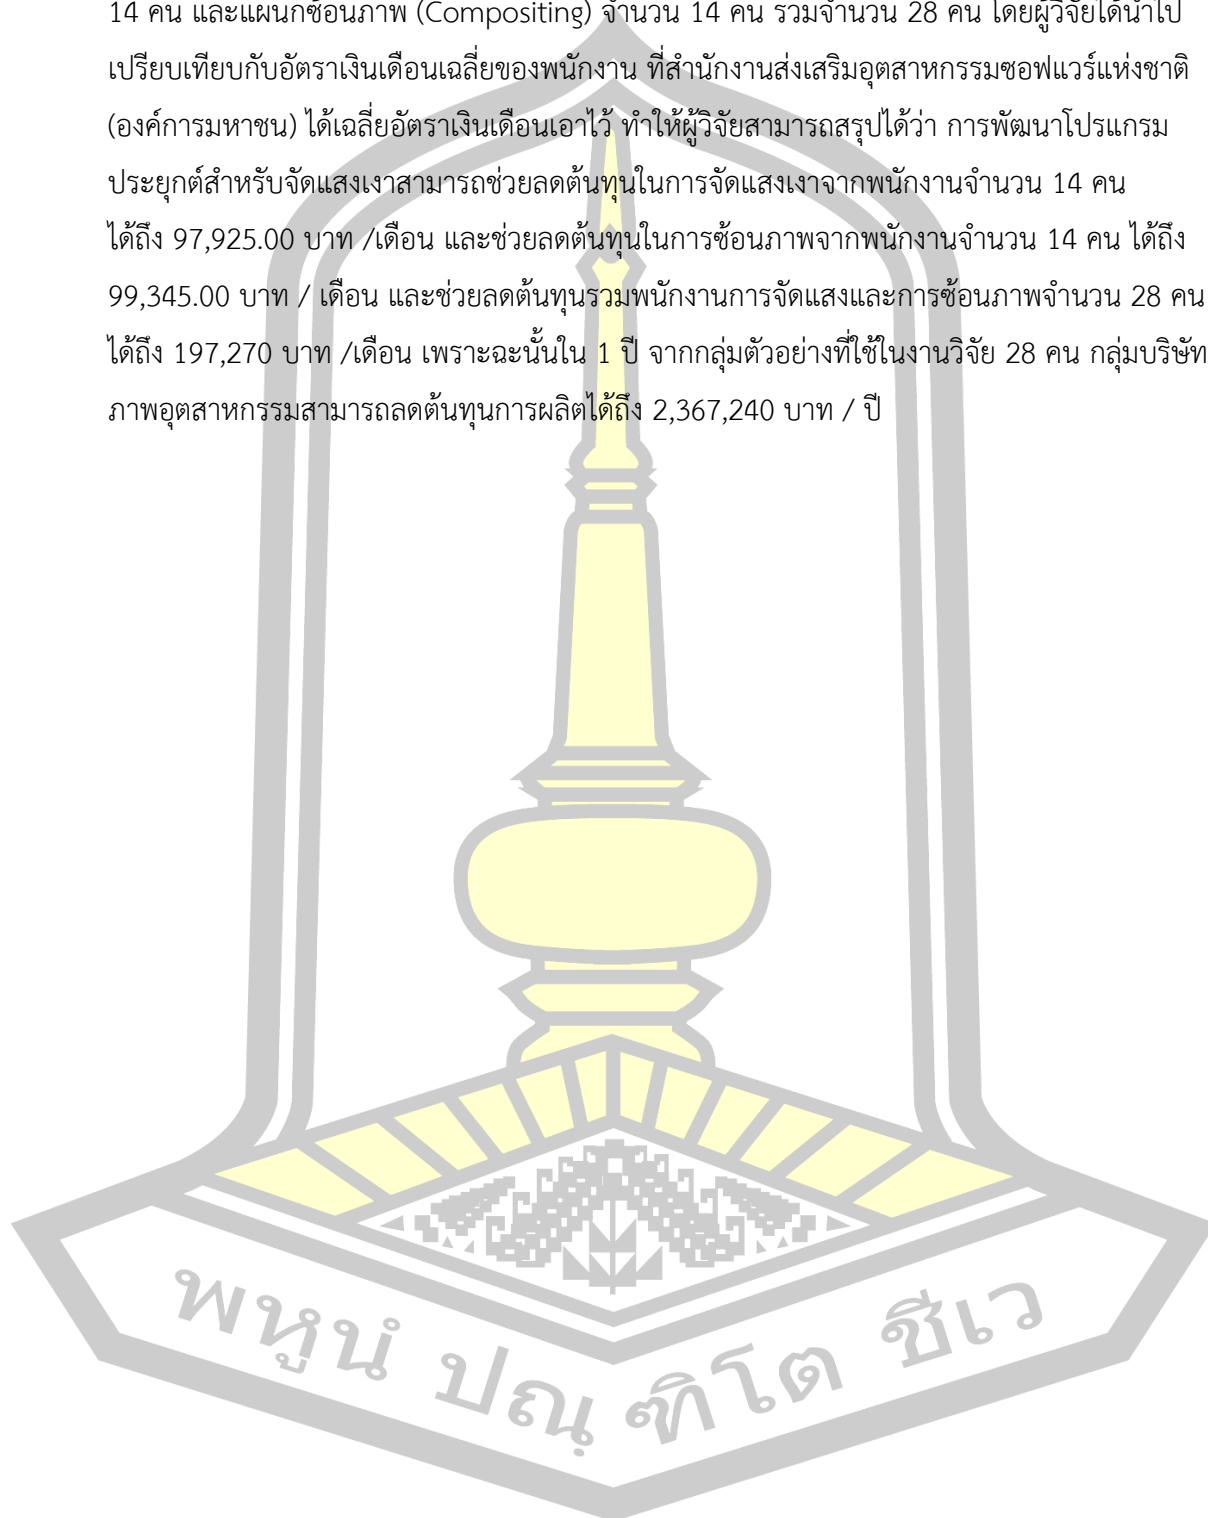 14 คน และแผนกซ้อนภาพ (Compositing) จำนวน 14 คน รวมจำนวน 28 คน โดยผู้วิจัยได้นำไป
เปรียบเทียบกับอัตราเงินเดือนเฉลี่ยของพนักงาน ที่สำนักงานส่งเสริมอุตสาหกรรมซอฟแวร์แห่งชาติ
(องค์การมหาชน) ได้เฉลี่ยอัตราเงินเดือนเอาไว้ ทำให้ผู้วิจัยสามารถสรุปได้ว่า การพัฒนาโปรแกรม
ประยุกต์สำหรับจัดแสงเงาสามารถช่วยลดต้นทุนในการจัดแสงเงาจากพนักงานจำนวน 14 คน
ได้ถึง 97,925.00 บาท /เดือน และช่วยลดต้นทุนในการซ้อนภาพจากพนักงานจำนวน 14 คน ได้ถึง
99,345.00 บาท / เดือน และช่วยลดต้นทุนรวมพนักงานการจัดแสงและการซ้อนภาพจำนวน 28 คน
ได้ถึง 197,270 บาท /เดือน เพราะฉะนั้นใน 1 ปี จากกลุ่มตัวอย่างที่ใช้ในงานวิจัย 28 คน กลุ่มบริษัท
ภาพอุตสาหกรรมสามารถลดต้นทุนการผลิตได้ถึง 2,367,240 บาท / ปี
พหูนํ ปณฺฑิโต ชีเว